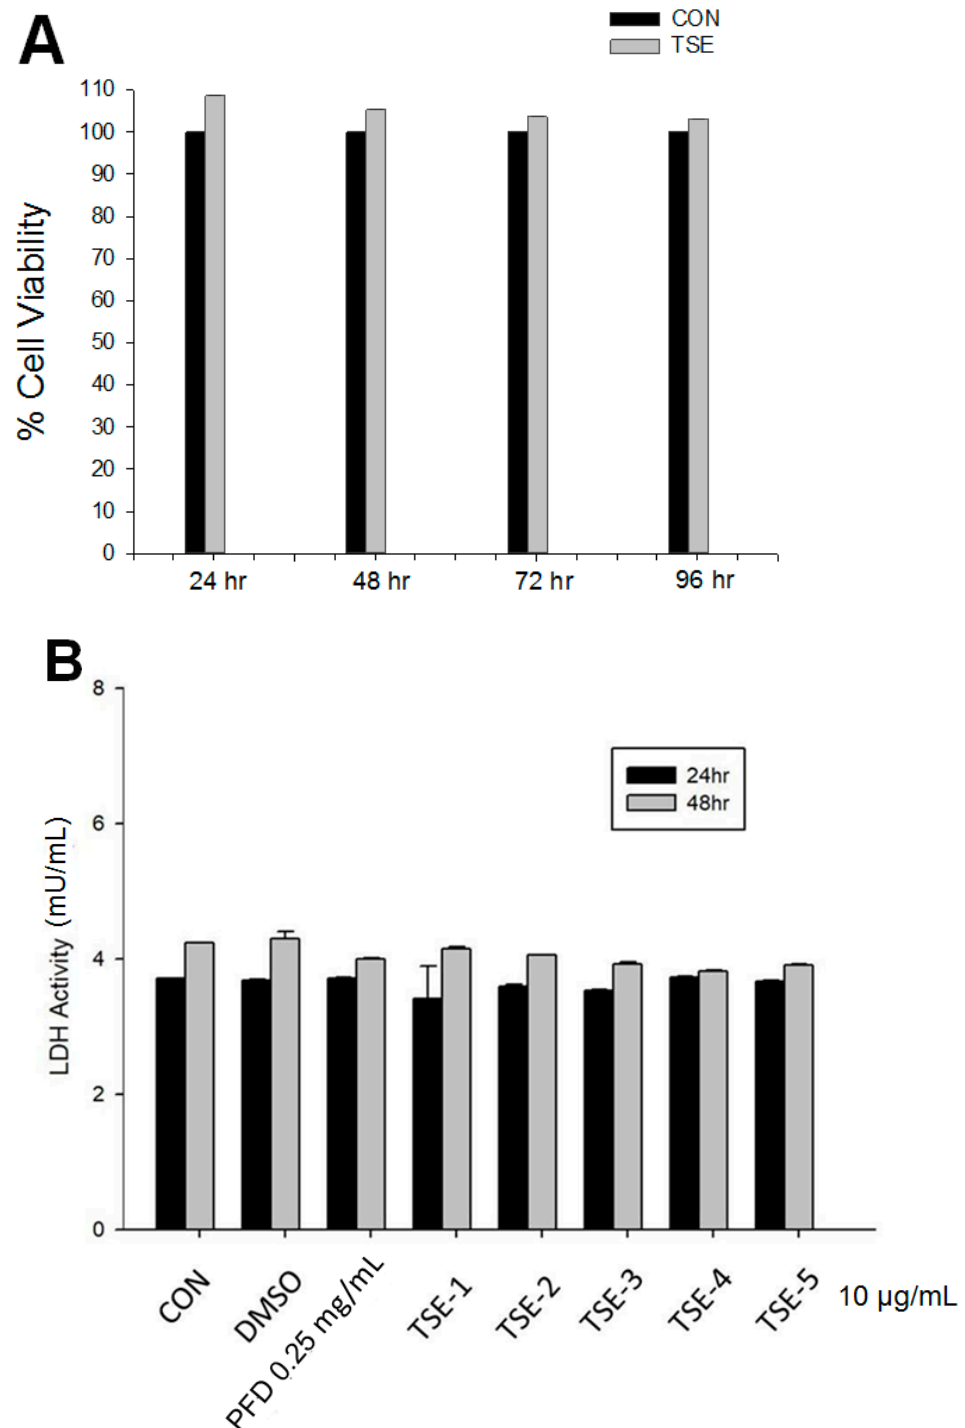 A
CON
TSE
110
100
90
80
70
60
50
40
30
20
10
0
% Cell Viability
24 hr 48 hr 72 hr 96 hr
B
8
6
4
2
0
LDH Activity (mU/mL)
24hr
48hr
CON DMSO PFD 0.25 mg/mL TSE-1 TSE-2 TSE-3 TSE-4 TSE-5 10 µg/mL